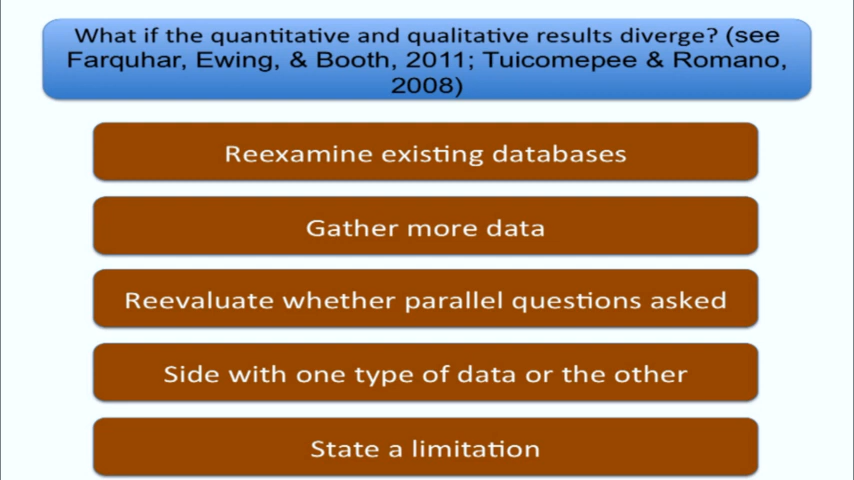 What if the quantitative and qualitative results diverge? (see
Farquhar, Ewing, & Booth, 2011; Tuicomepee & Romano,
2008)
Reexamine existing databases
Gather more data
Reevaluate whether parallel questions asked
Side with one type of data or the other
State a limitation